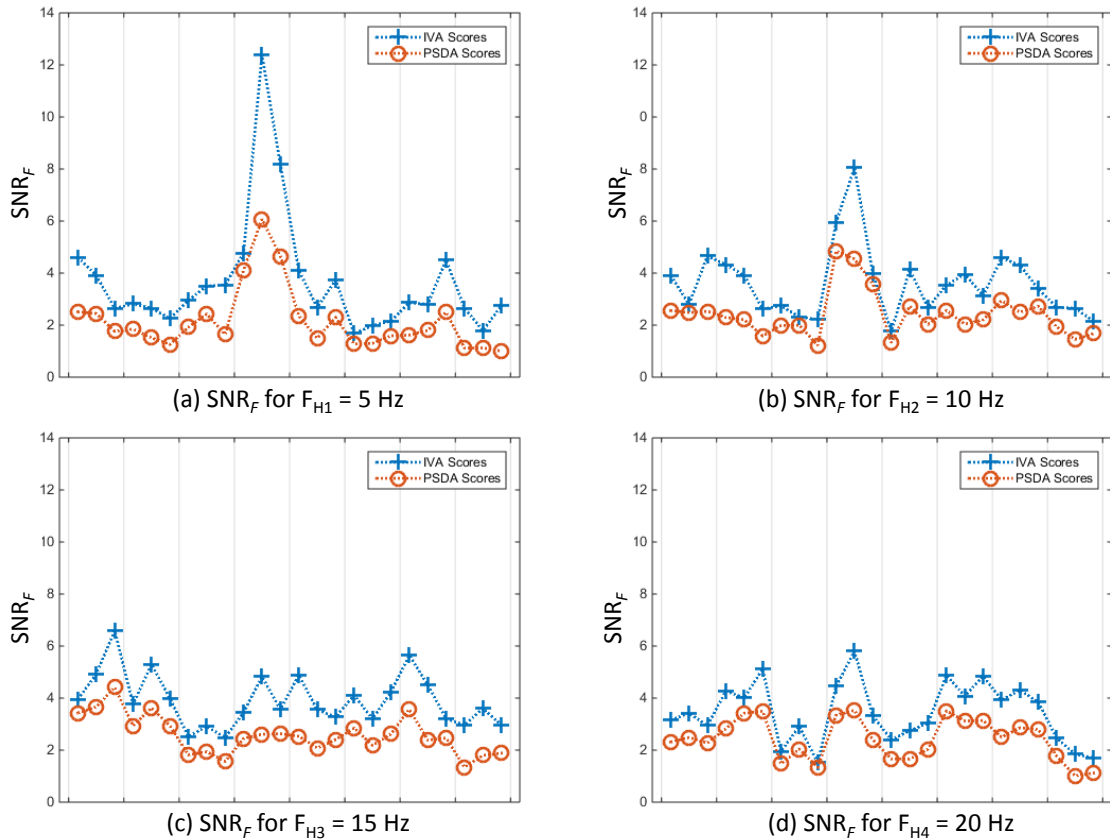 14
12
10
8
6
4
2
0
SNR_F
IVA Scores
PSDA Scores
(a) SNR_F for F_H1 = 5 Hz
14
12
0
8
6
4
2
0
SNR_F
IVA Scores
PSDA Scores
(b) SNR_F for F_H2 = 10 Hz
14
12
10
8
6
4
2
0
SNR_F
IVA Scores
PSDA Scores
(c) SNR_F for F_H3 = 15 Hz
14
12
10
8
6
4
2
0
SNR_F
IVA Scores
PSDA Scores
(d) SNR_F for F_H4 = 20 Hz